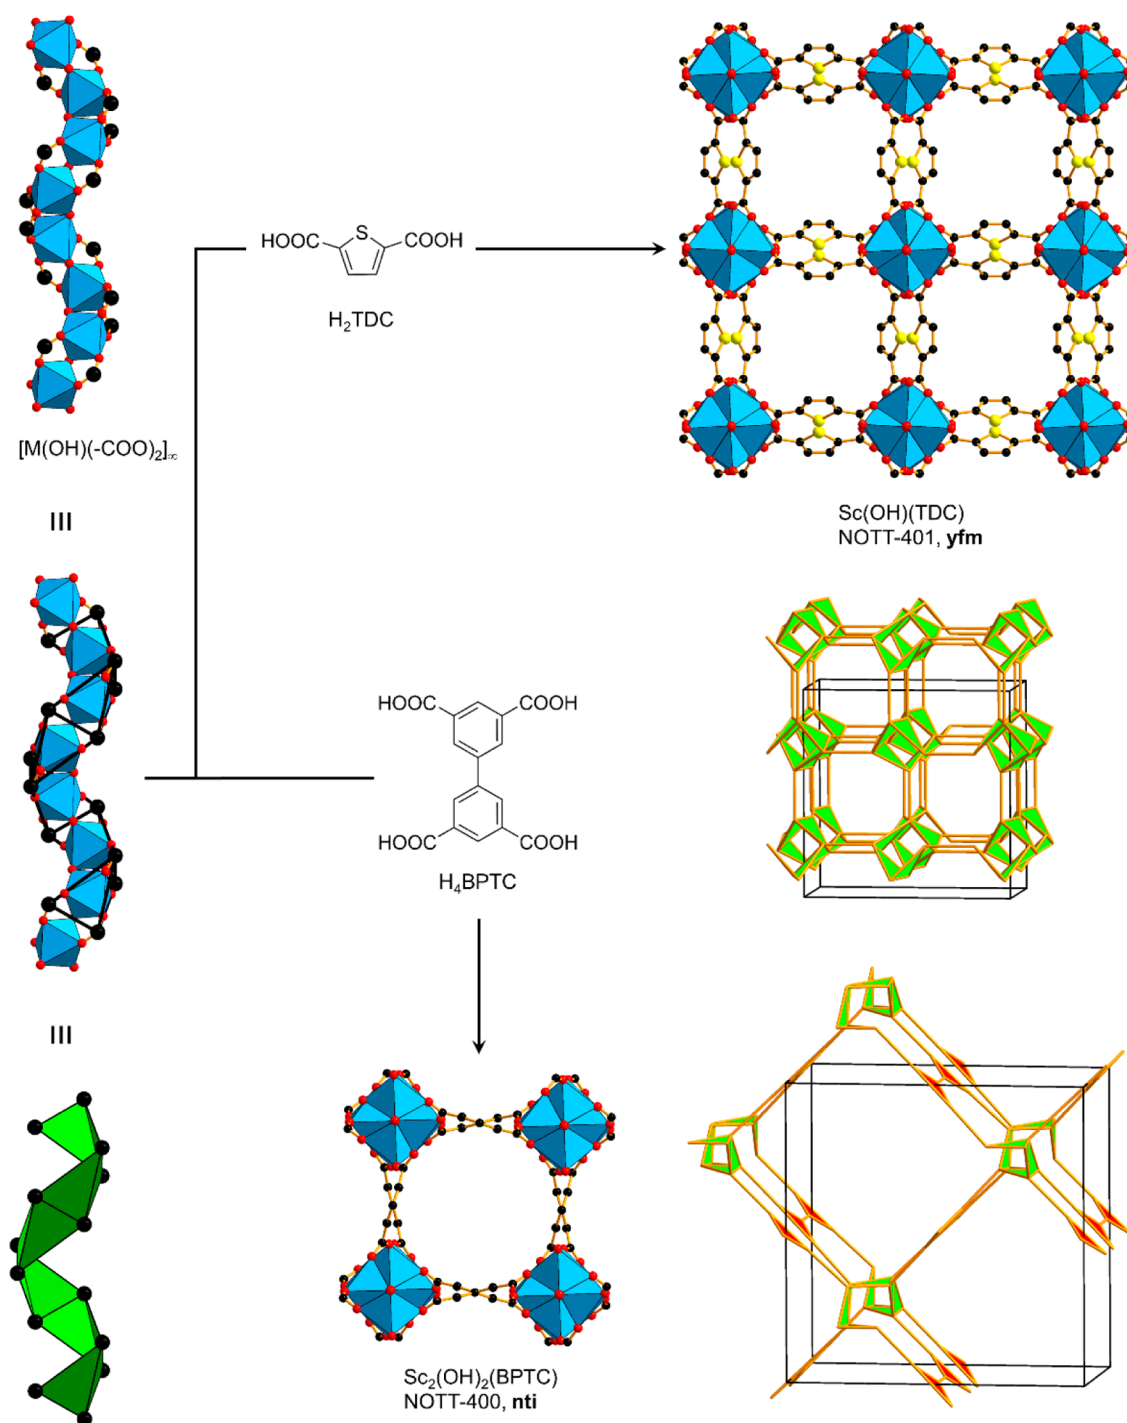 HOOC S COOH
H₂TDC
[M(OH)(-COO)₂]∞
III
Sc(OH)(TDC)
NOTT-401, yfm
HOOC COOH
HOOC COOH
H₄BPTC
III
Sc₂(OH)₂(BPTC)
NOTT-400, nti